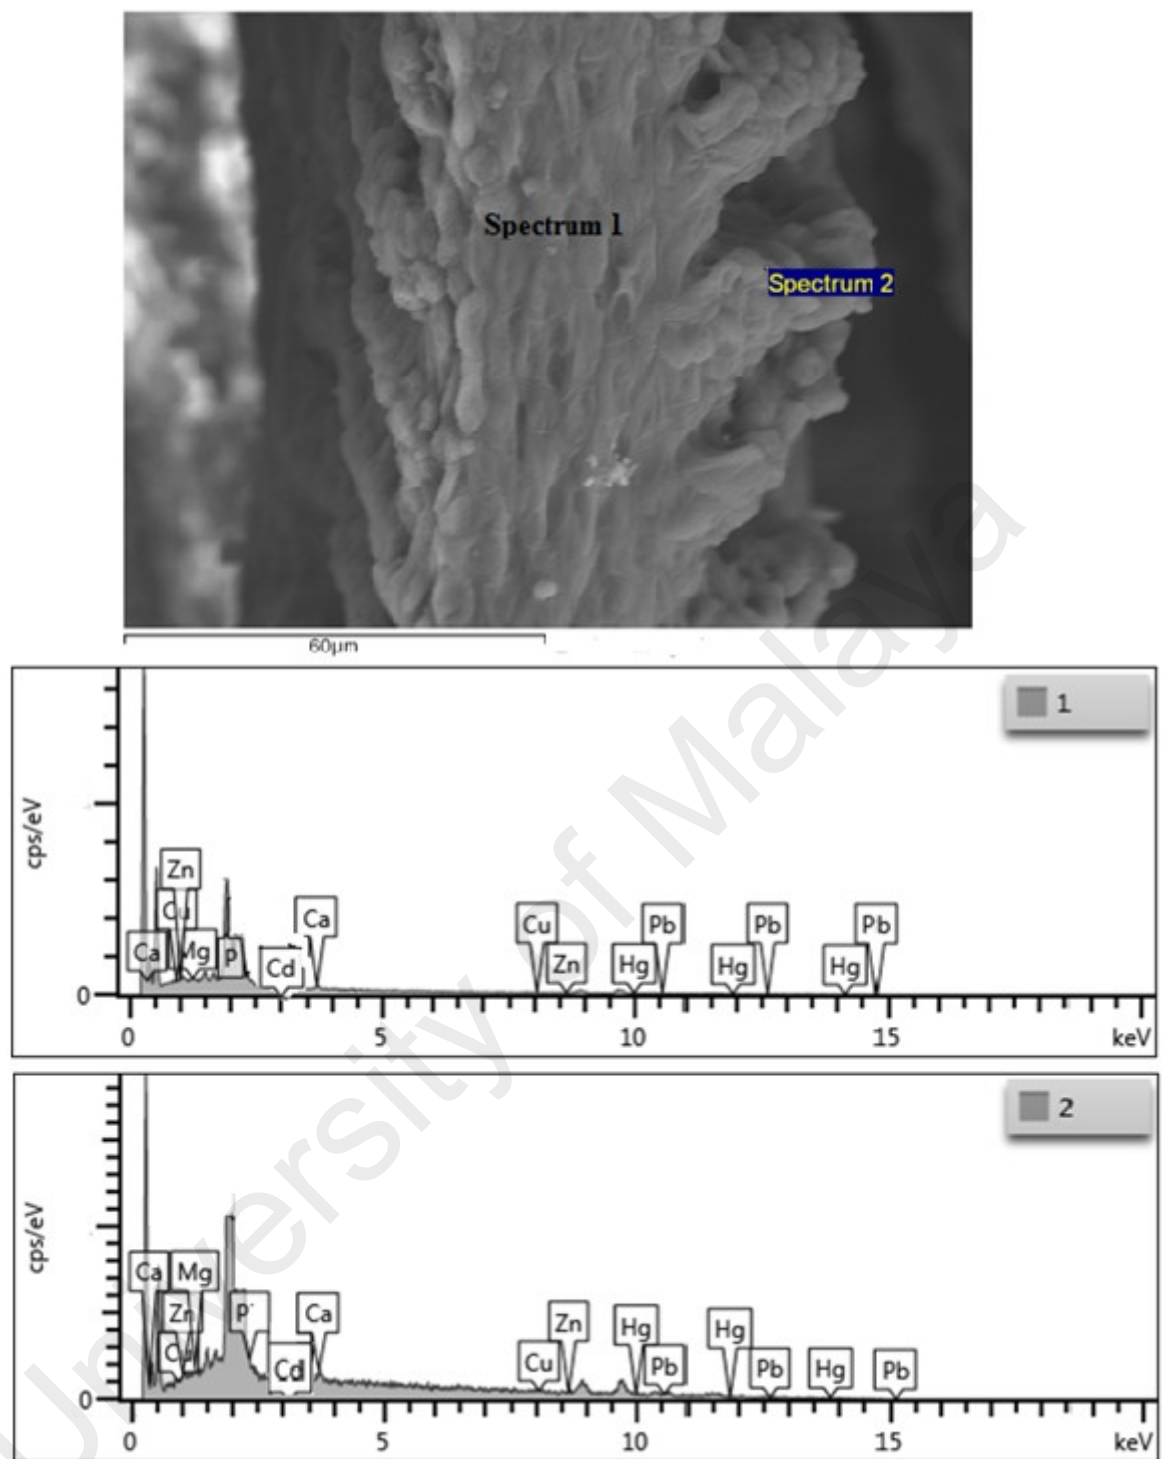 Spectrum 1
Spectrum 2
60µm
1
cps/eV
Zn
Cu
Ca Mg P Cd Ca
Cu Zn Hg Pb Hg Pb Hg Pb
0
0 5 10 15 keV
2
cps/eV
Ca Mg
Zn P Ca
Cu Cd
Zn Hg Hg
Cu Pb Pb Hg Pb
0
0 5 10 15 keV
University of Malaya